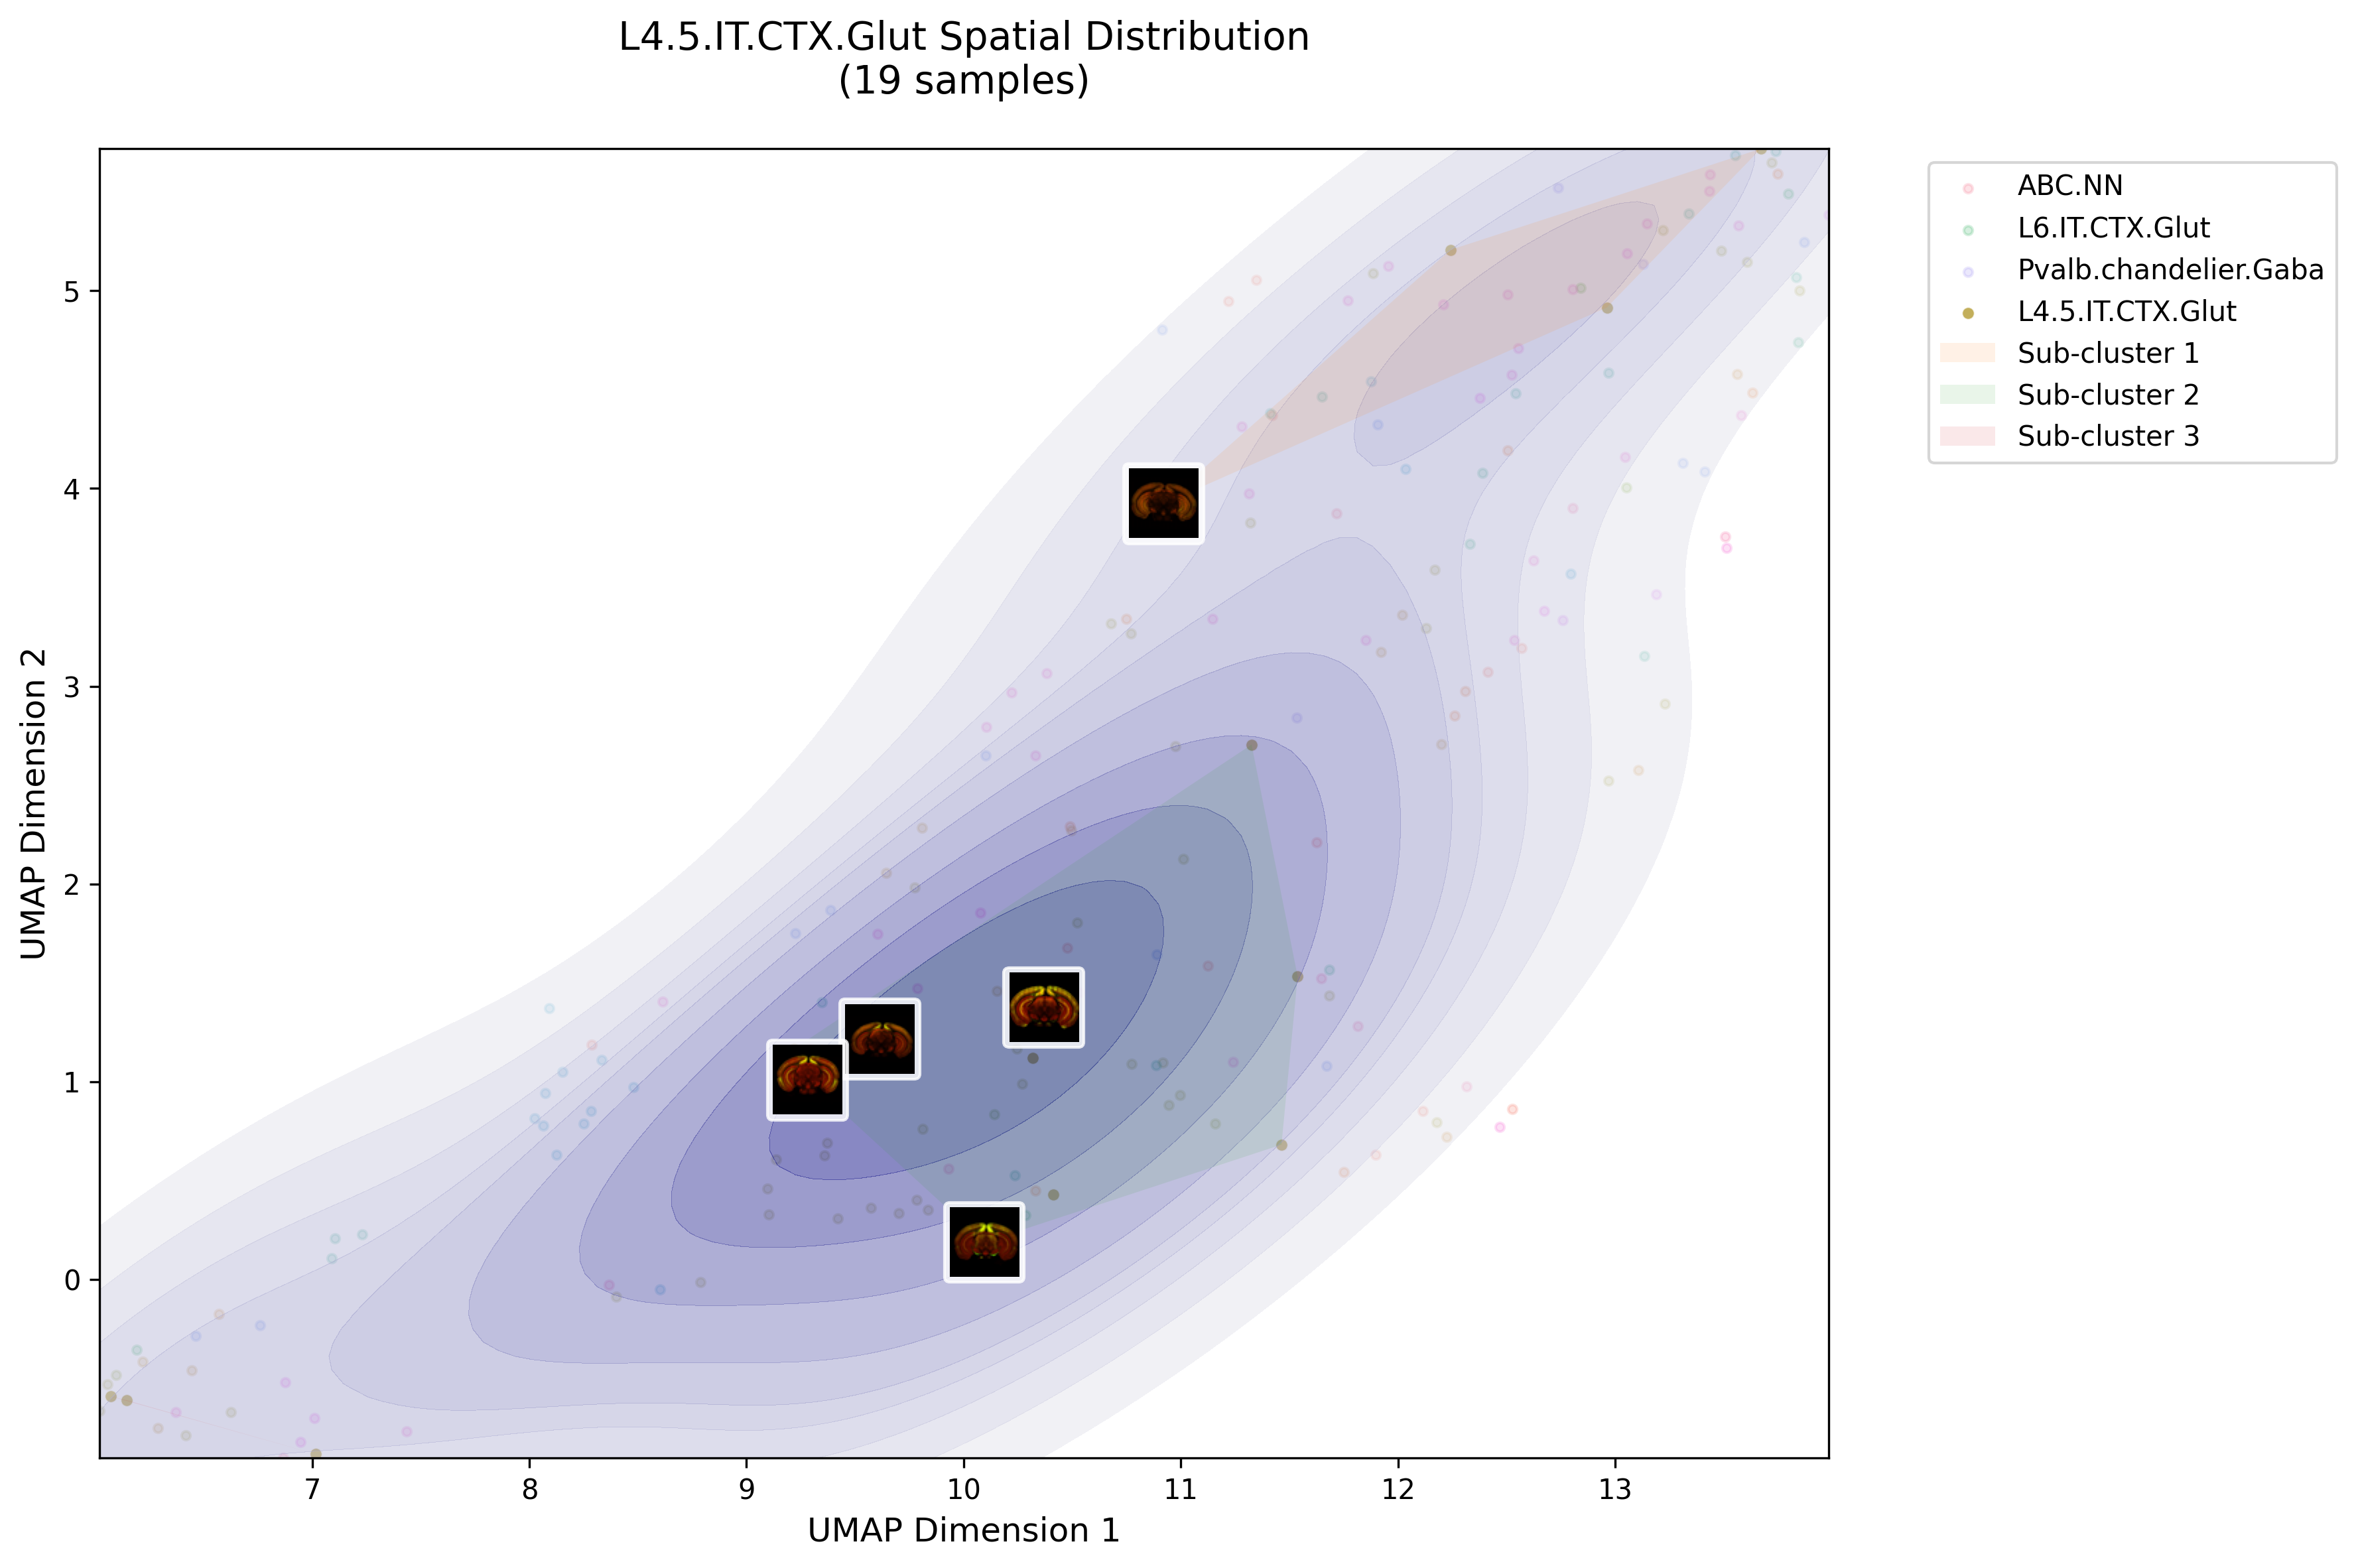 L4.5.IT.CTX.Glut Spatial Distribution
(19 samples)
ABC.NN
L6.IT.CTX.Glut
Pvalb.chandelier.Gaba
L4.5.IT.CTX.Glut
Sub-cluster 1
Sub-cluster 2
Sub-cluster 3
UMAP Dimension 2
5
4
3
2
1
0
7 8 9 10 11 12 13
UMAP Dimension 1